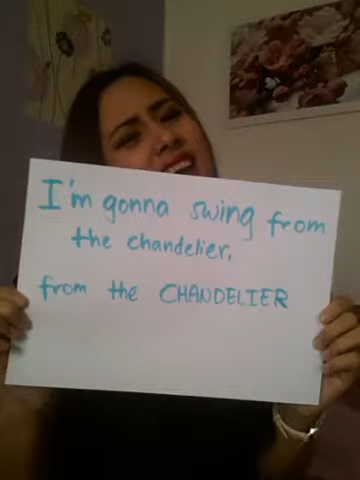 I'm gonna swing from
the chandelier,
from the CHANDELIER